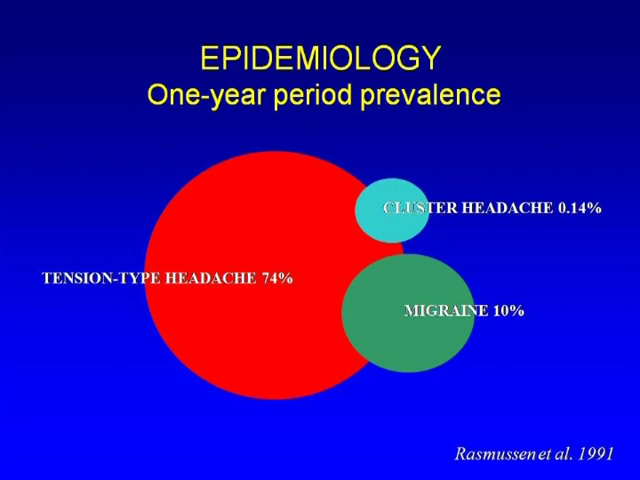 EPIDEMIOLOGY
One-year period prevalence
CLUSTER HEADACHE 0.14%
TENSION-TYPE HEADACHE 74%
MIGRAINE 10%
Rasmussen et al. 1991